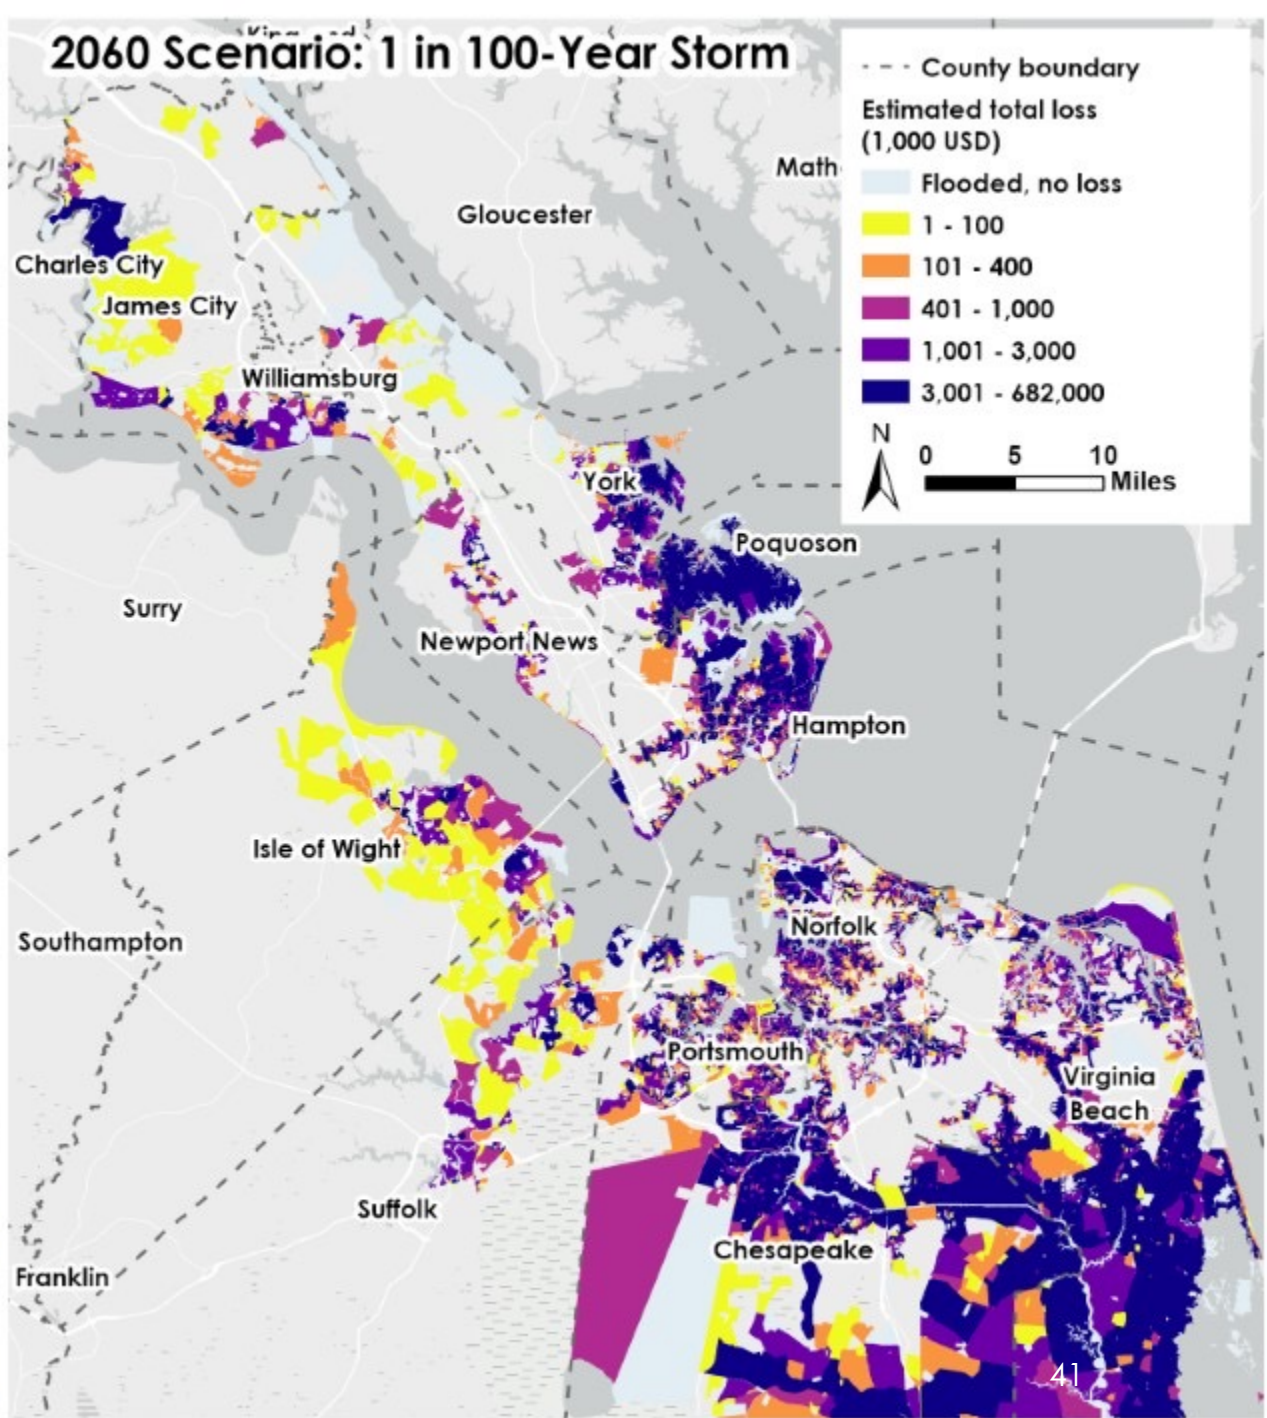 2060 Scenario: 1 in 100-Year Storm
County boundary
Estimated total loss
(1,000 USD)
Flooded, no loss
1 - 100
101 - 400
401 - 1,000
1,001 - 3,000
3,001 - 682,000
N
0 5 10
Miles
Math
Gloucester
Charles City
James City
Williamsburg
York
Poquoson
Surry
Newport News
Hampton
Isle of Wight
Norfolk
Southampton
Portsmouth
Virginia
Beach
Suffolk
Chesapeake
Franklin
41